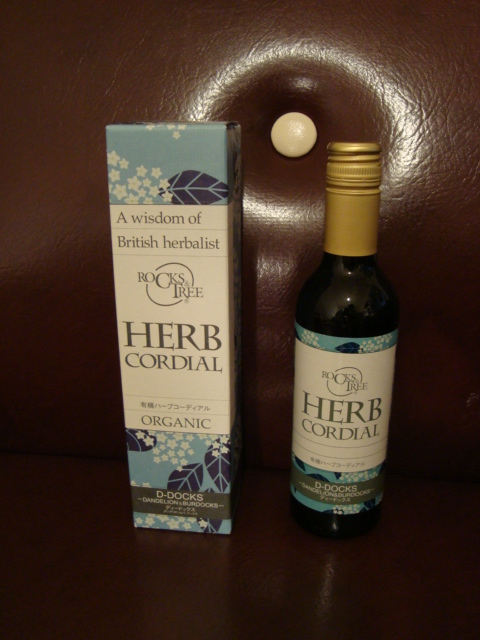 A wisdom of
British herbalist
ROCKS &
TREE
HERB
CORDIAL
有機ハーブコーディアル
ORGANIC
D-DOCKS
-DANDELION&BURDOCKS-
ディードックス
ROCKS &
TREE
HERB
CORDIAL
有機ハーブコーディアル
D-DOCKS
-DANDELION&BURDOCKS-
ディードックス